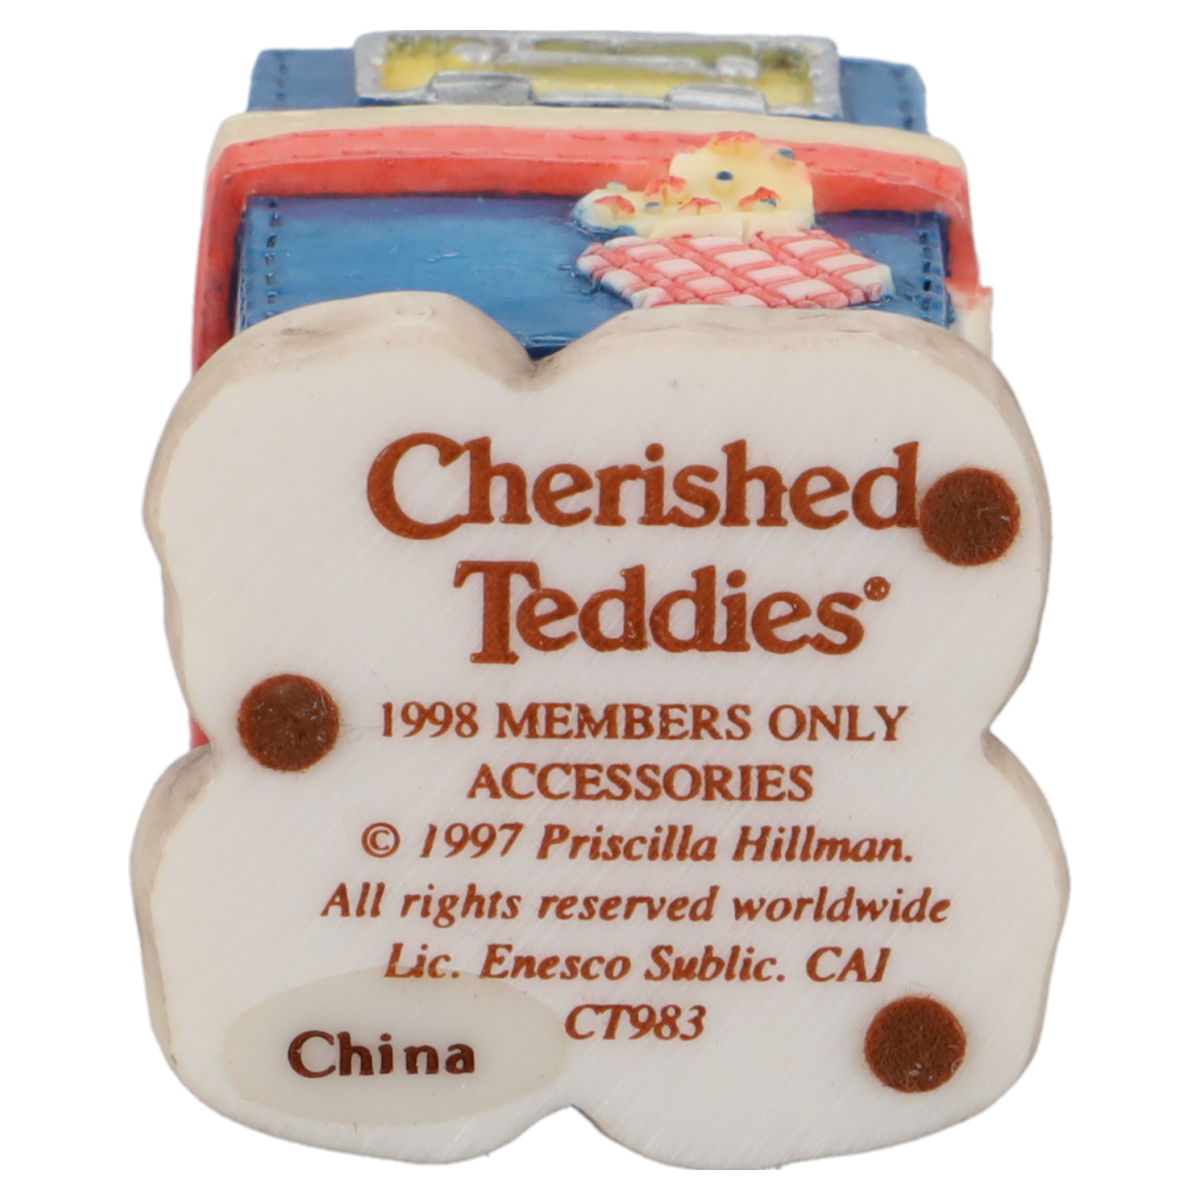 Cherished
Teddies®
1998 MEMBERS ONLY
ACCESSORIES
© 1997 Priscilla Hillman.
All rights reserved worldwide
Lic. Enesco Sublic. CAI
CT983
China